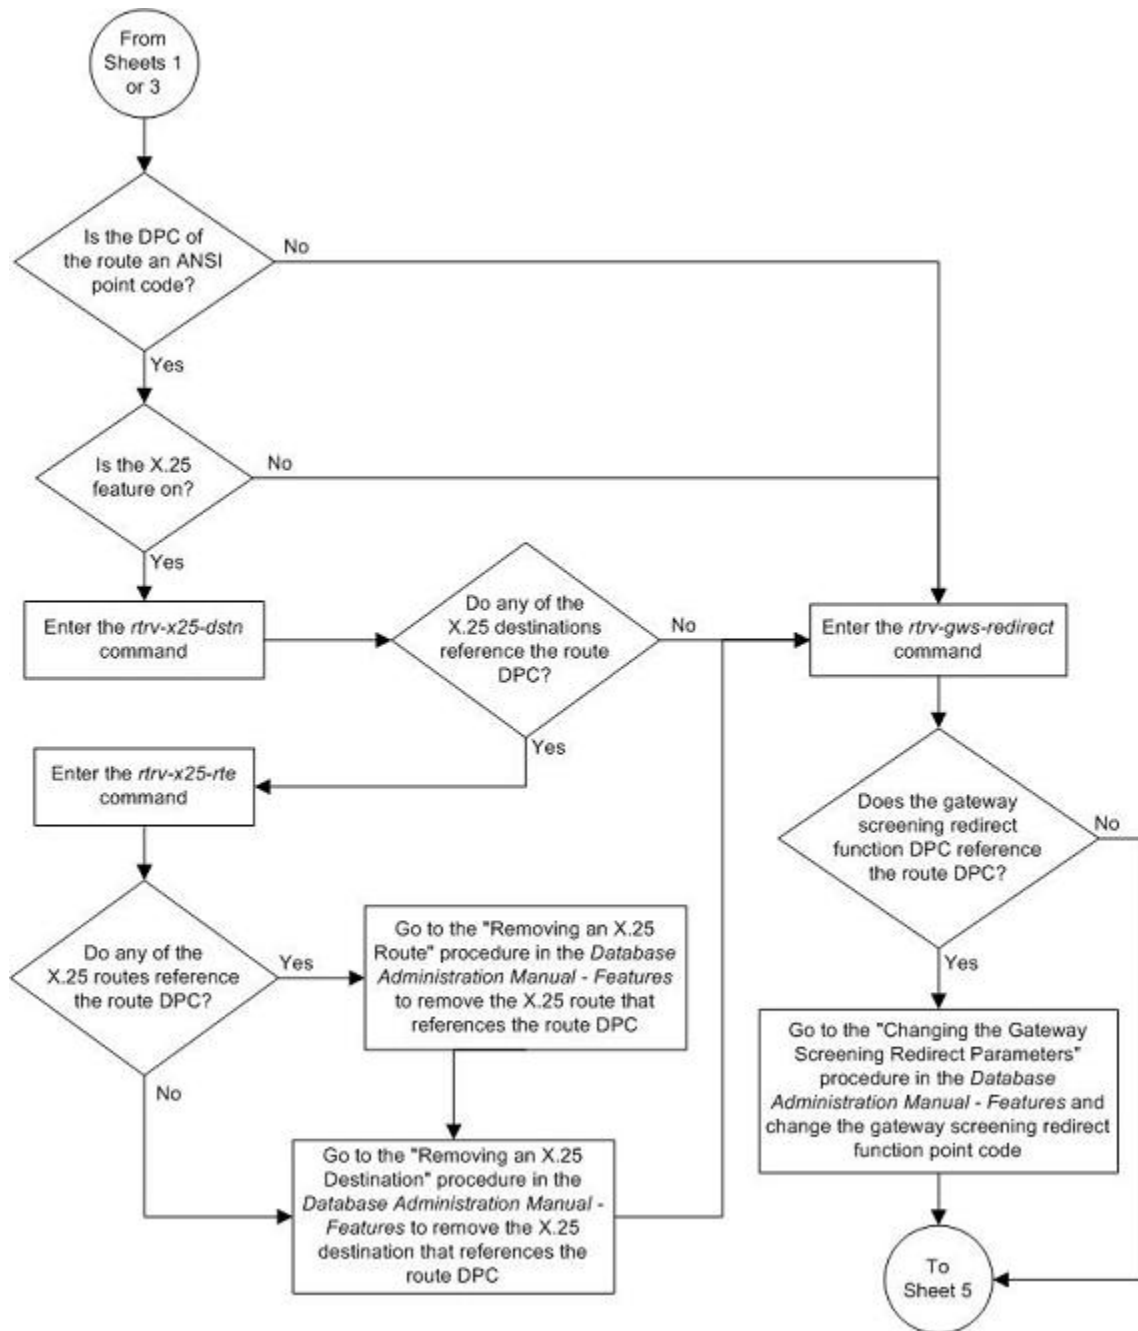 From
Sheets 1
or 3
Is the DPC of
the route an ANSI
point code?
No
Yes
Is the X.25
feature on?
No
Yes
Enter the rtrv-x25-dstn
command
Do any of the
X.25 destinations
reference the route
DPC?
No
Yes
Enter the rtrv-gws-redirect
command
Enter the rtrv-x25-rte
command
Does the gateway
screening redirect
function DPC reference
the route DPC?
No
Yes
Do any of the
X.25 routes reference
the route DPC?
Yes
No
Go to the "Removing an X.25
Route" procedure in the Database
Administration Manual - Features
to remove the X.25 route that
references the route DPC
Go to the "Changing the Gateway
Screening Redirect Parameters"
procedure in the Database
Administration Manual - Features and
change the gateway screening redirect
function point code
Go to the "Removing an X.25
Destination" procedure in the
Database Administration Manual -
Features to remove the X.25
destination that references the
route DPC
To
Sheet 5